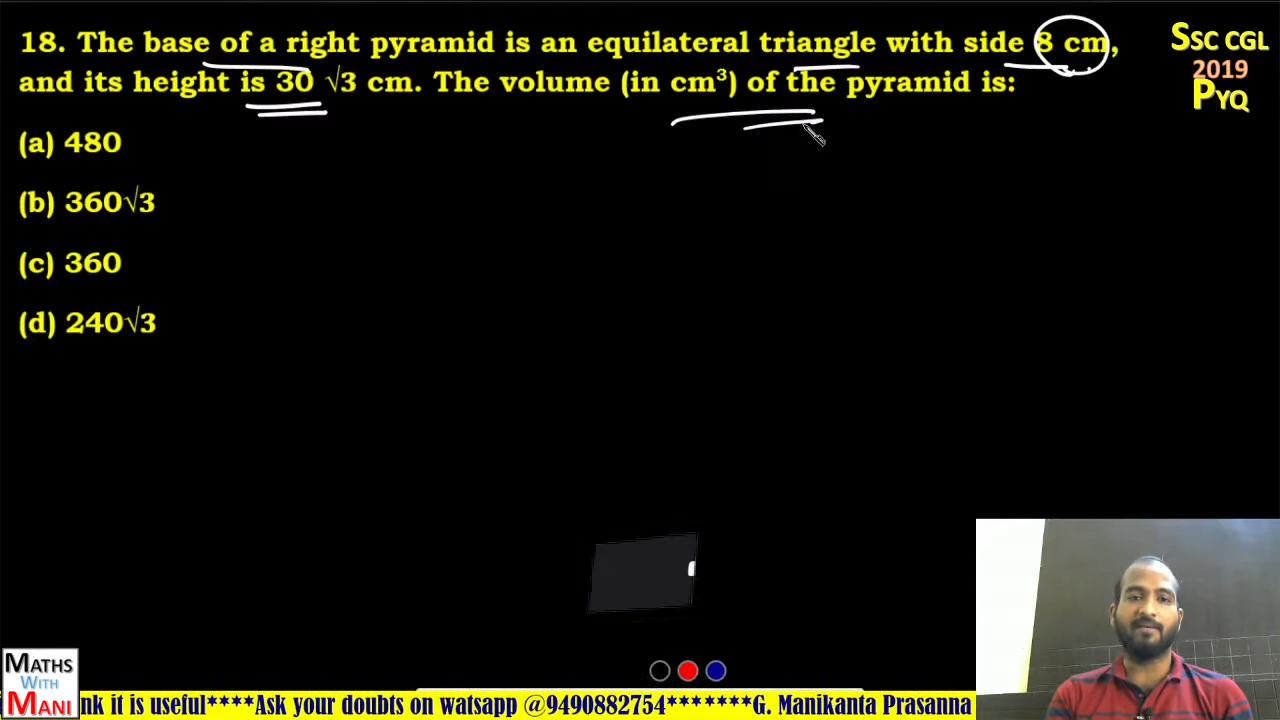 18. The base of a right pyramid is an equilateral triangle with side 8 cm,
and its height is 30 √3 cm. The volume (in cm³) of the pyramid is:
(a) 480
(b) 360√3
(c) 360
(d) 240√3
SSC CGL
2019
PYQ
MATHS
WITH
MANI
nk it is useful****Ask your doubts on watsapp @9490882754*******G. Manikanta Prasanna